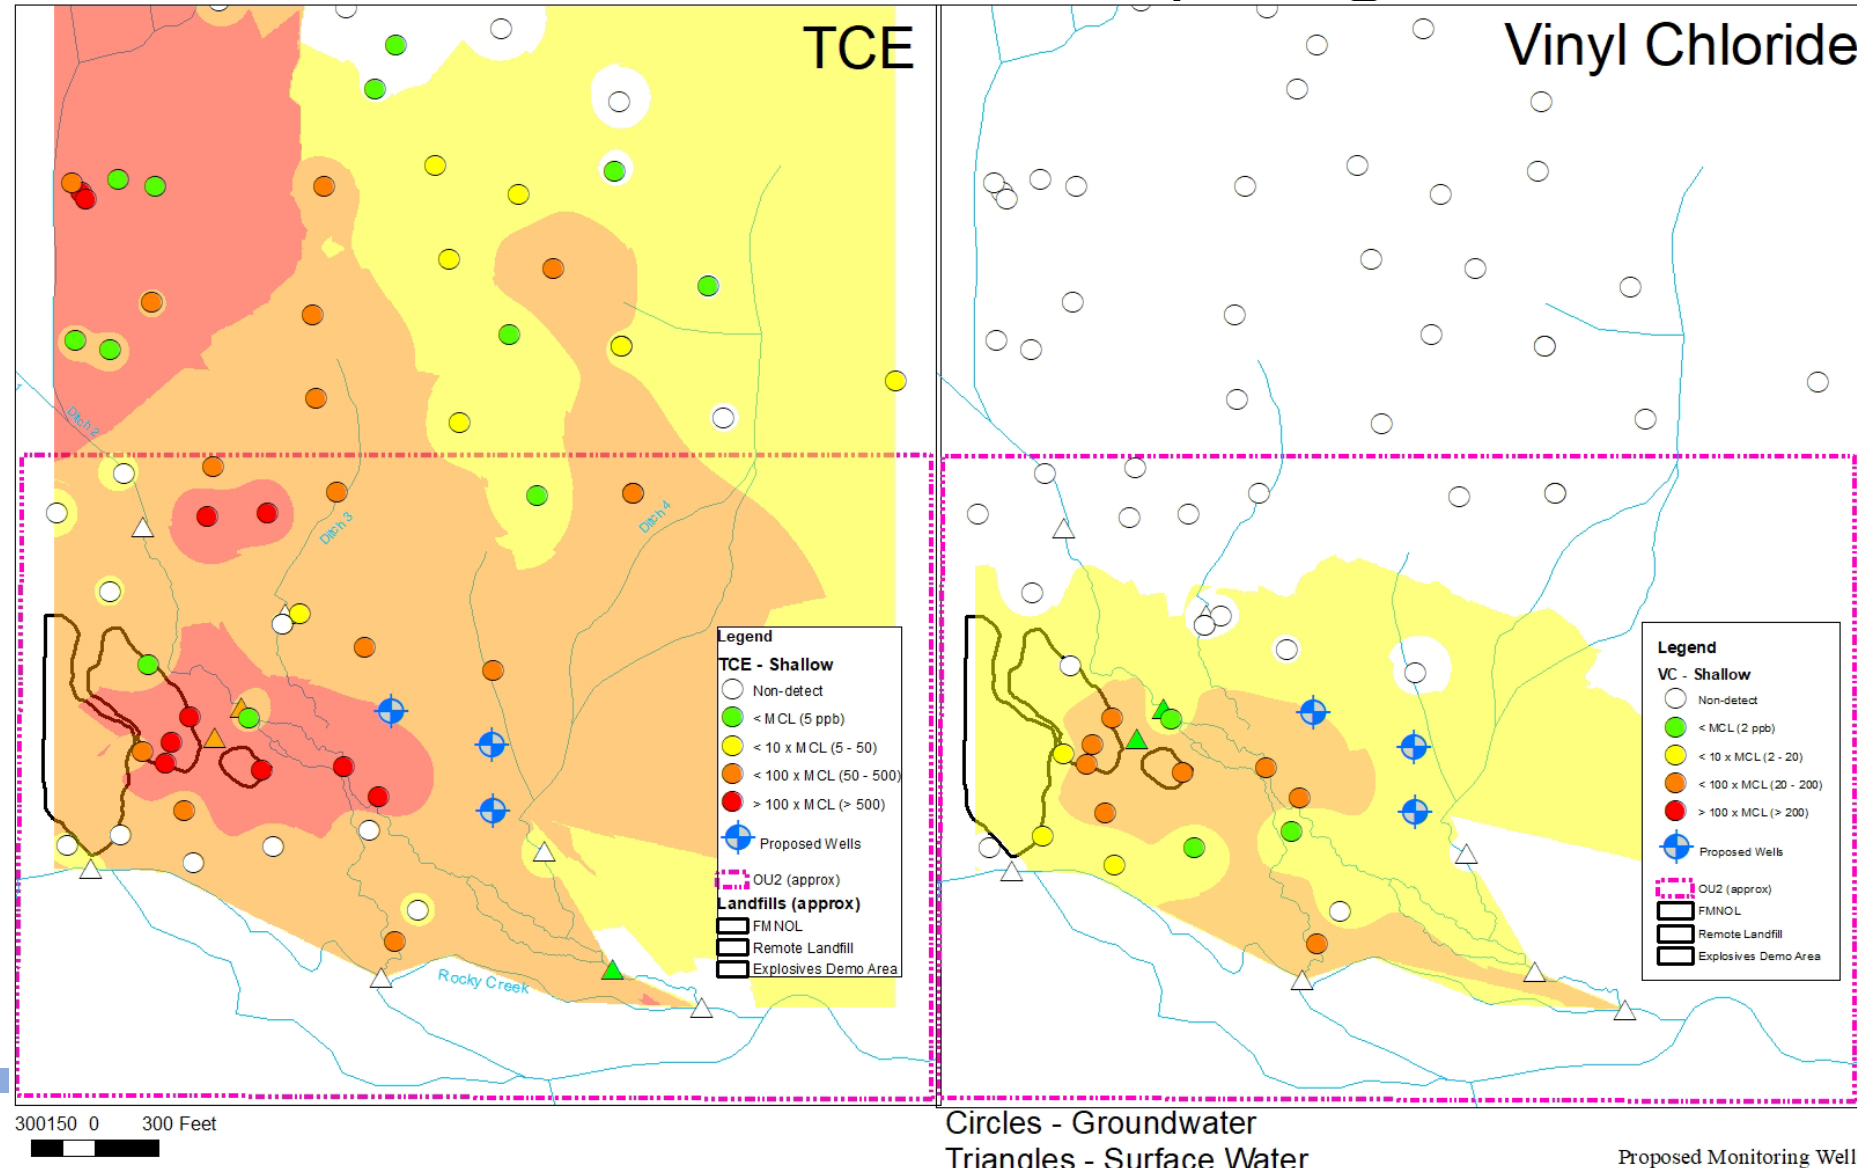 TCE
Vinyl Chloride
Ditch 2
Ditch 3
Ditch 4
Rocky Creek
Legend
TCE - Shallow
Non-detect
< MCL (5 ppb)
< 10 x MCL (5 - 50)
< 100 x MCL (50 - 500)
> 100 x MCL (> 500)
Proposed Wells
OU2 (approx)
Landfills (approx)
FMNOL
Remote Landfill
Explosives Demo Area
Legend
VC - Shallow
Non-detect
< MCL (2 ppb)
< 10 x MCL (2 - 20)
< 100 x MCL (20 - 200)
> 100 x MCL (> 200)
Proposed Wells
OU2 (approx)
FMNOL
Remote Landfill
Explosives Demo Area
300150 0 300 Feet
Circles - Groundwater
Triangles - Surface Water
Proposed Monitoring Well